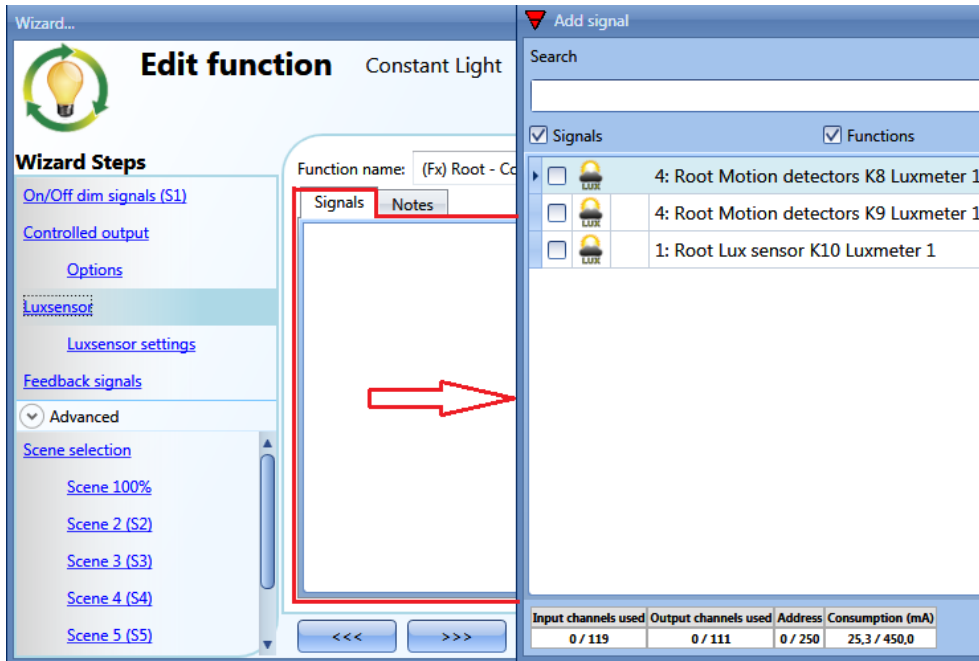 Wizard...
Edit function Constant Light
Wizard Steps
On/Off dim signals (S1)
Controlled output
Options
Luxsensor
Luxsensor settings
Feedback signals
Advanced
Scene selection
Scene 100%
Scene 2 (S2)
Scene 3 (S3)
Scene 4 (S4)
Scene 5 (S5)
Function name: (Fx) Root - Co
Signals Notes
<<< >>>
Add signal
Search
Signals Functions
LUX 4: Root Motion detectors K8 Luxmeter 1
LUX 4: Root Motion detectors K9 Luxmeter 1
LUX 1: Root Lux sensor K10 Luxmeter 1
Input channels used Output channels used Address Consumption (mA)
0 / 119 0 / 111 0 / 250 25,3 / 450,0